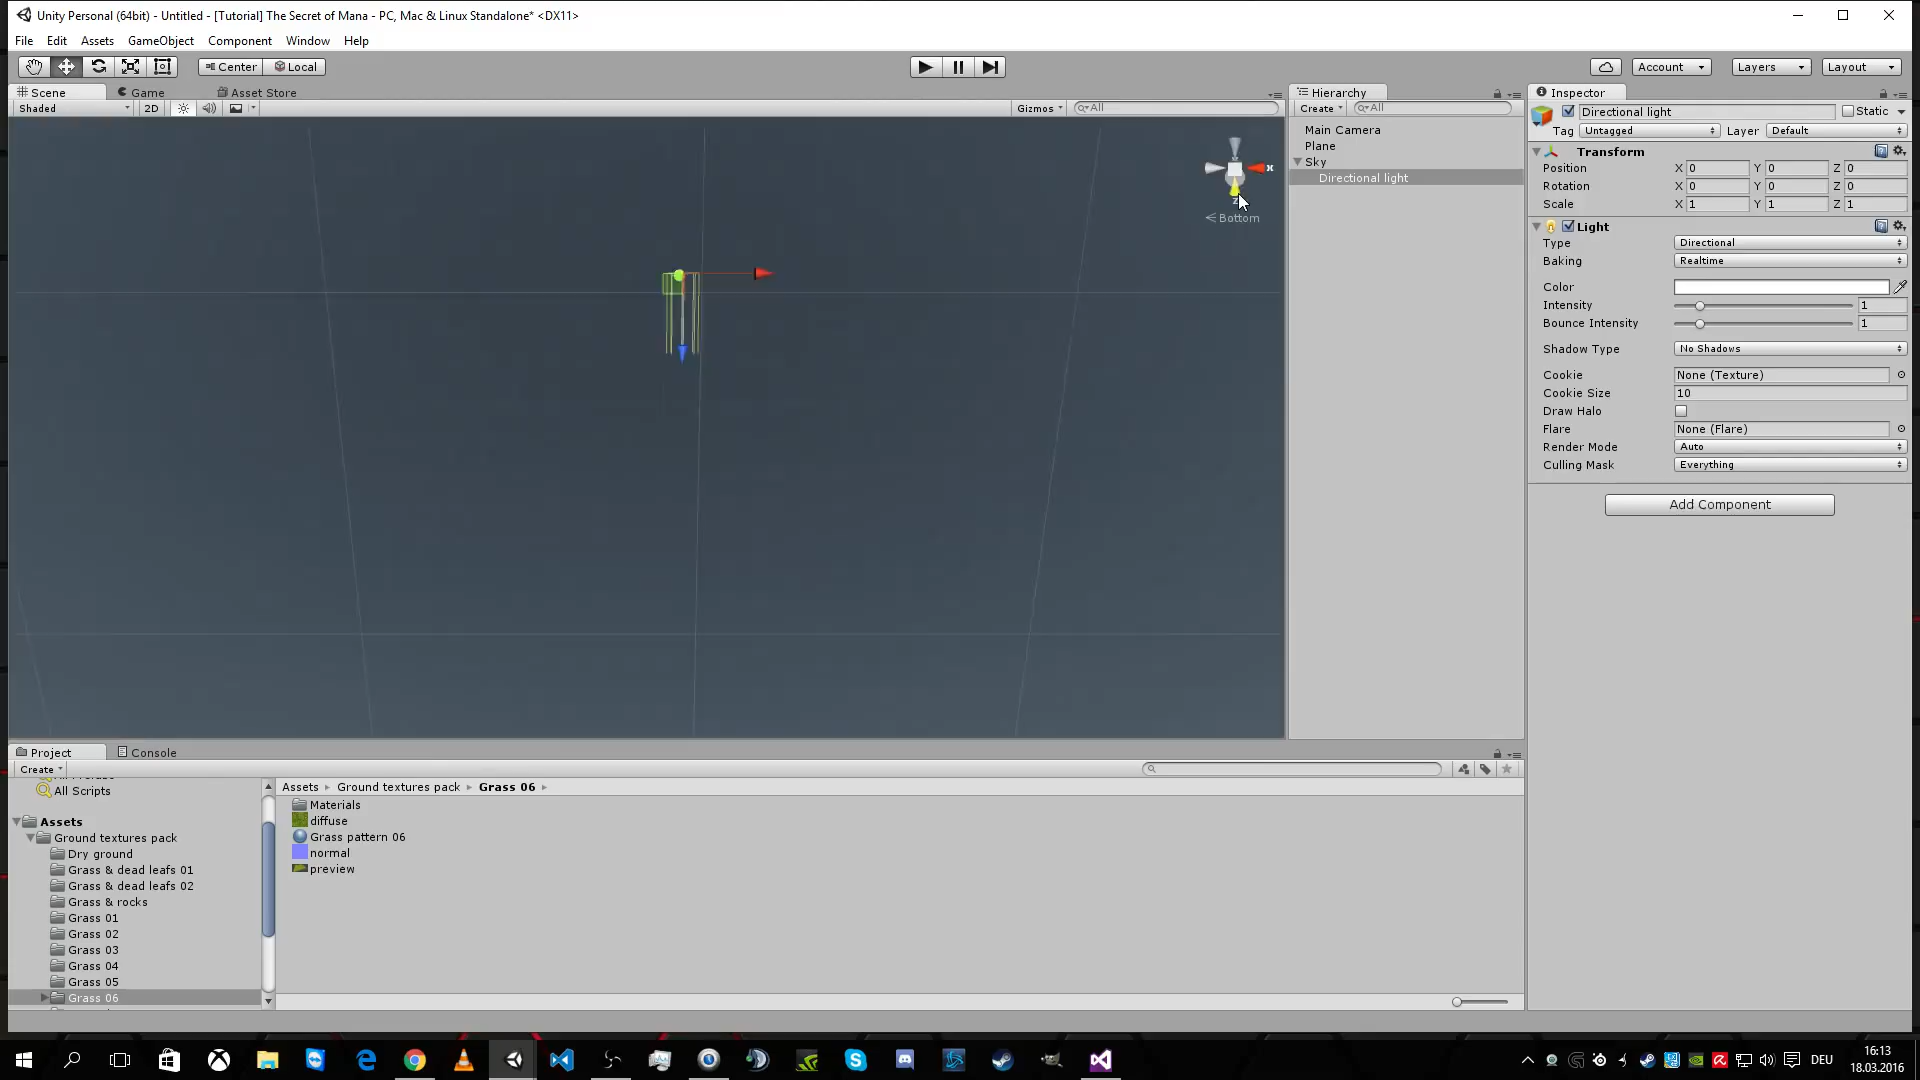 Unity Personal (64bit) - Untitled - [Tutorial] The Secret of Mana - PC, Mac & Linux Standalone* <DX11>
File Edit Assets GameObject Component Window Help
Center Local Account Layers Layout
Scene Game Asset Store Hierarchy Inspector
Shaded 2D Gizmos All Create All Directional light Static
Tag Untagged Layer Default
Main Camera
Plane
Sky
Directional light
x
z
Bottom
Transform
Position X 0 Y 0 Z 0
Rotation X 0 Y 0 Z 0
Scale X 1 Y 1 Z 1
Light
Type Directional
Baking Realtime
Color
Intensity 1
Bounce Intensity 1
Shadow Type No Shadows
Cookie None (Texture)
Cookie Size 10
Draw Halo
Flare None (Flare)
Render Mode Auto
Culling Mask Everything
Add Component
Project Console
Create
All Scripts
Assets
Ground textures pack
Dry ground
Grass & dead leafs 01
Grass & dead leafs 02
Grass & rocks
Grass 01
Grass 02
Grass 03
Grass 04
Grass 05
Grass 06
Assets Ground textures pack Grass 06
Materials
diffuse
Grass pattern 06
normal
preview
DEU
16:13
18.03.2016